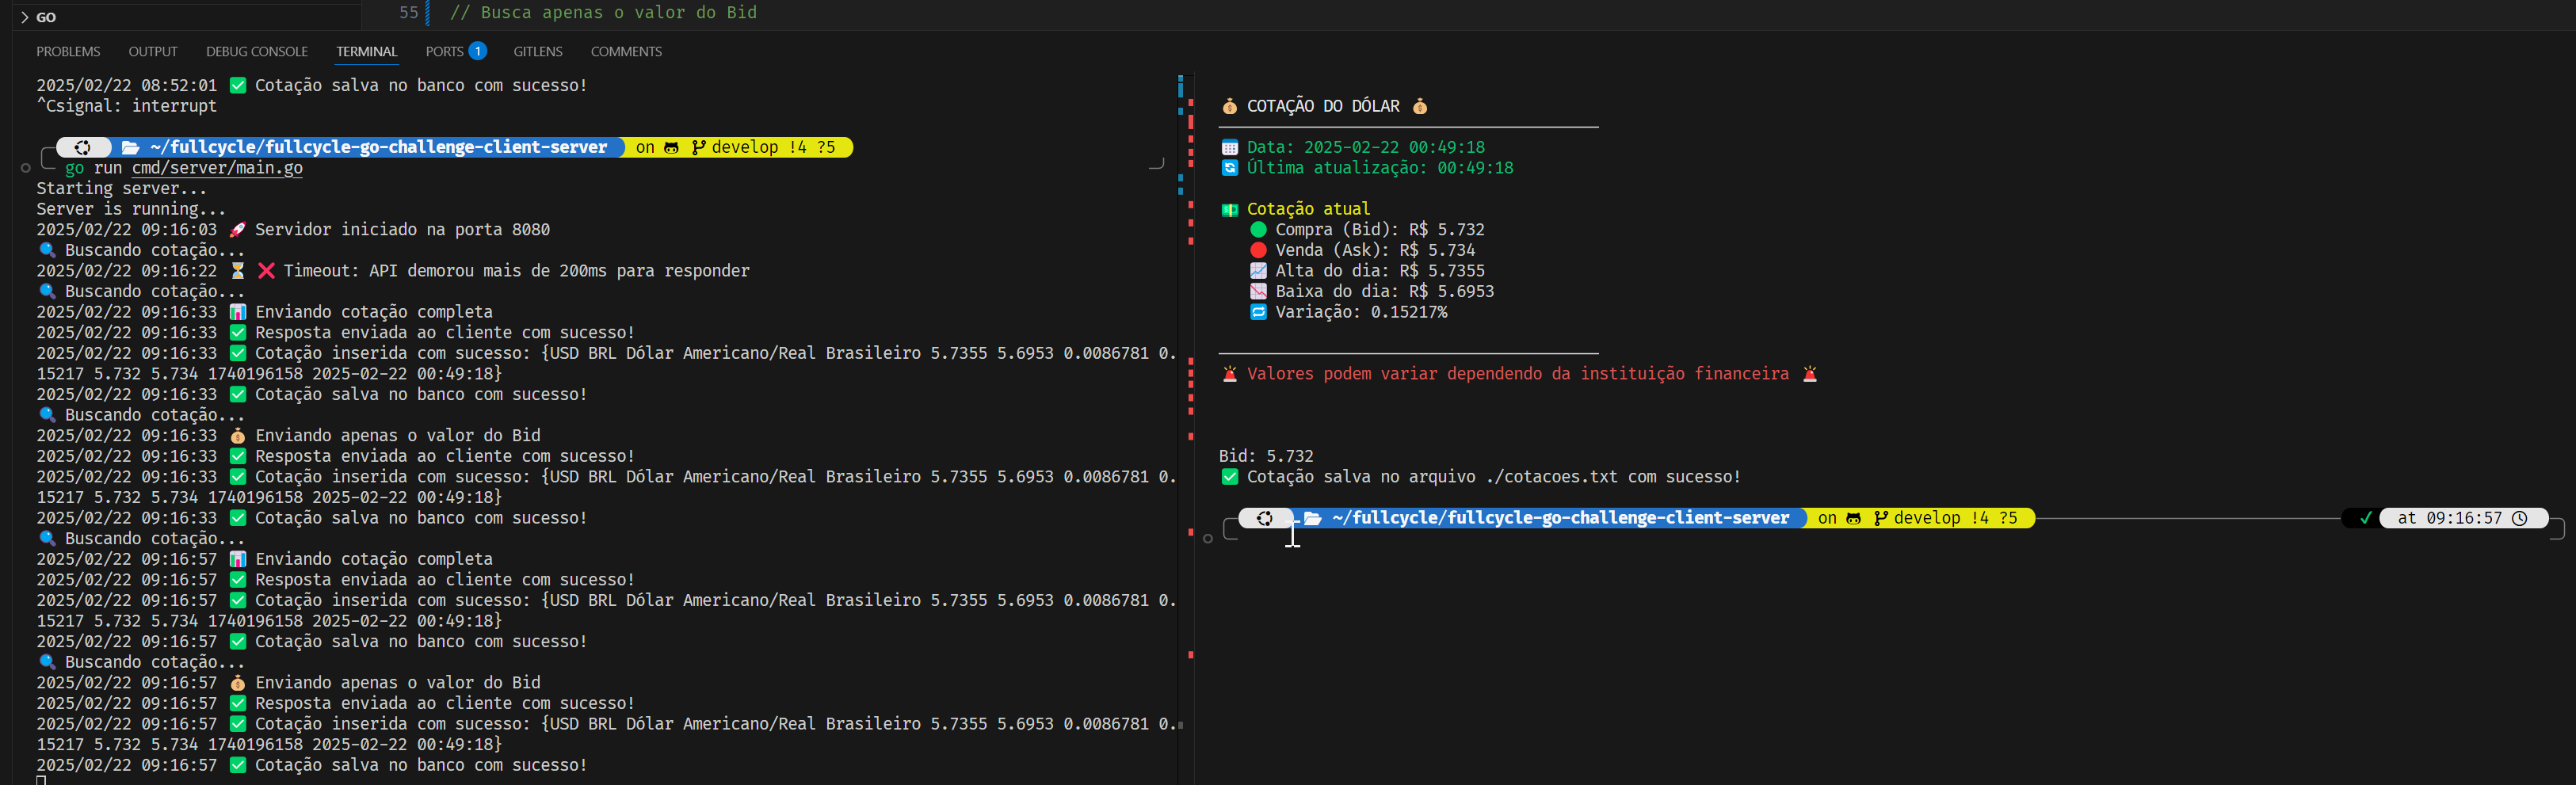 GO
55 // Busca apenas o valor do Bid
PROBLEMS OUTPUT DEBUG CONSOLE TERMINAL PORTS 1 GITLENS COMMENTS
2025/02/22 08:52:01 ✅ Cotação salva no banco com sucesso!
^Csignal: interrupt
~/fullcycle/fullcycle-go-challenge-client-server on develop !4 ?5
go run cmd/server/main.go
Starting server...
Server is running...
2025/02/22 09:16:03 🚀 Servidor iniciado na porta 8080
🔍 Buscando cotação...
2025/02/22 09:16:22 ⏳ ❌ Timeout: API demorou mais de 200ms para responder
🔍 Buscando cotação...
2025/02/22 09:16:33 📊 Enviando cotação completa
2025/02/22 09:16:33 ✅ Resposta enviada ao cliente com sucesso!
2025/02/22 09:16:33 ✅ Cotação inserida com sucesso: {USD BRL Dólar Americano/Real Brasileiro 5.7355 5.6953 0.0086781 0.
15217 5.732 5.734 1740196158 2025-02-22 00:49:18}
2025/02/22 09:16:33 ✅ Cotação salva no banco com sucesso!
🔍 Buscando cotação...
2025/02/22 09:16:33 💰 Enviando apenas o valor do Bid
2025/02/22 09:16:33 ✅ Resposta enviada ao cliente com sucesso!
2025/02/22 09:16:33 ✅ Cotação inserida com sucesso: {USD BRL Dólar Americano/Real Brasileiro 5.7355 5.6953 0.0086781 0.
15217 5.732 5.734 1740196158 2025-02-22 00:49:18}
2025/02/22 09:16:33 ✅ Cotação salva no banco com sucesso!
🔍 Buscando cotação...
2025/02/22 09:16:57 📊 Enviando cotação completa
2025/02/22 09:16:57 ✅ Resposta enviada ao cliente com sucesso!
2025/02/22 09:16:57 ✅ Cotação inserida com sucesso: {USD BRL Dólar Americano/Real Brasileiro 5.7355 5.6953 0.0086781 0.
15217 5.732 5.734 1740196158 2025-02-22 00:49:18}
2025/02/22 09:16:57 ✅ Cotação salva no banco com sucesso!
🔍 Buscando cotação...
2025/02/22 09:16:57 💰 Enviando apenas o valor do Bid
2025/02/22 09:16:57 ✅ Resposta enviada ao cliente com sucesso!
2025/02/22 09:16:57 ✅ Cotação inserida com sucesso: {USD BRL Dólar Americano/Real Brasileiro 5.7355 5.6953 0.0086781 0.
15217 5.732 5.734 1740196158 2025-02-22 00:49:18}
2025/02/22 09:16:57 ✅ Cotação salva no banco com sucesso!
💰 COTAÇÃO DO DÓLAR 💰
📅 Data: 2025-02-22 00:49:18
🔄 Última atualização: 00:49:18
💵 Cotação atual
🟢 Compra (Bid): R$ 5.732
🔴 Venda (Ask): R$ 5.734
📈 Alta do dia: R$ 5.7355
📉 Baixa do dia: R$ 5.6953
🔁 Variação: 0.15217%
🚨 Valores podem variar dependendo da instituição financeira 🚨
Bid: 5.732
✅ Cotação salva no arquivo ./cotacoes.txt com sucesso!
~/fullcycle/fullcycle-go-challenge-client-server on develop !4 ?5 ✓ at 09:16:57